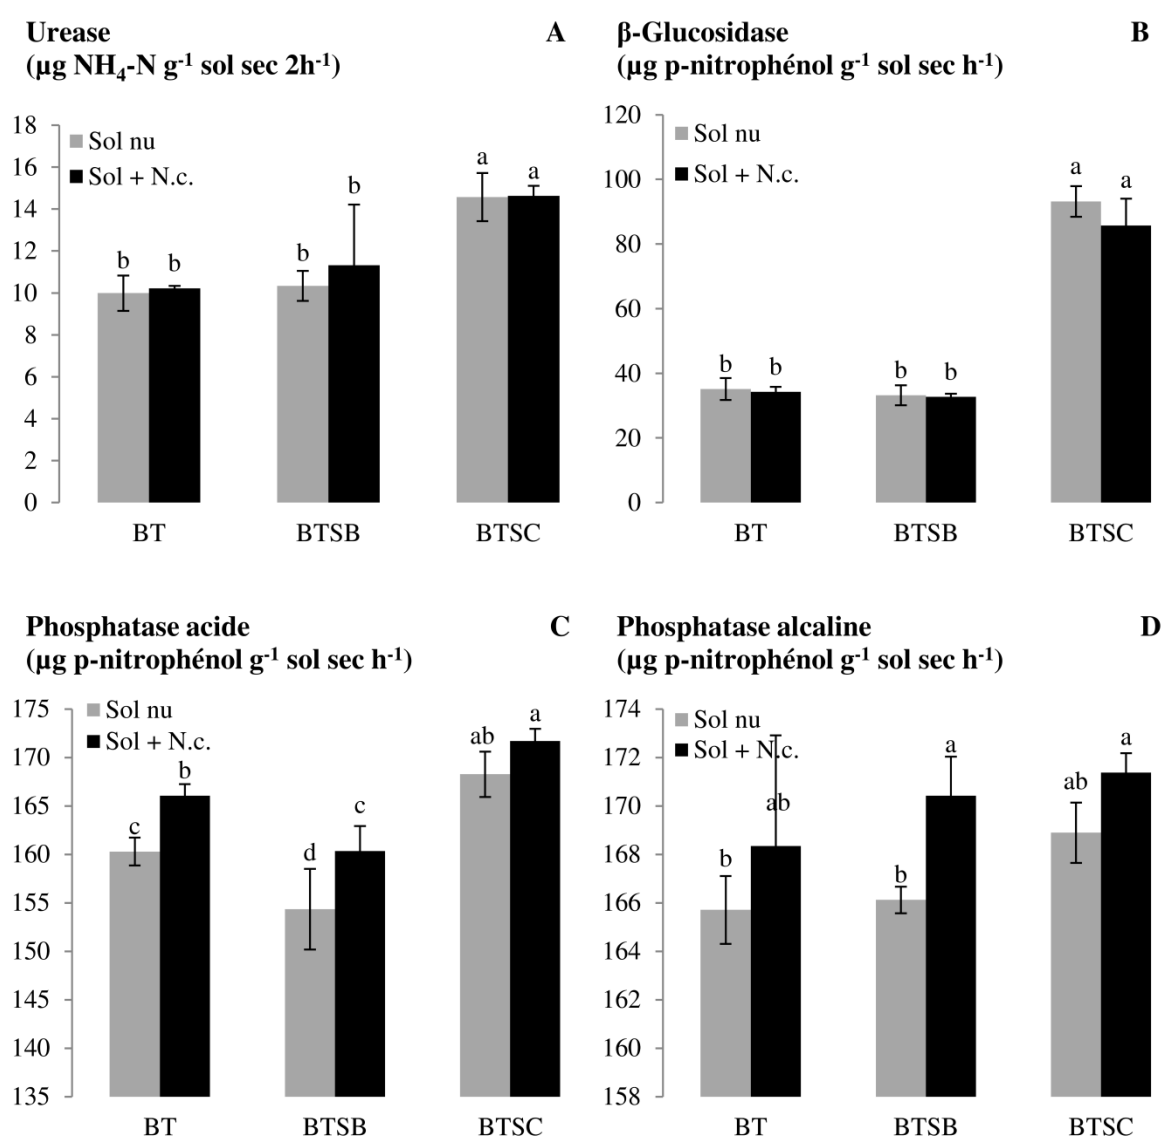 Urease A
(µg NH4-N g-1 sol sec 2h-1)
18
16
14
12
10
8
6
4
2
0
Sol nu
Sol + N.c.
b b
b b
a a
BT BTSB BTSC
β-Glucosidase B
(µg p-nitrophénol g-1 sol sec h-1)
120
100
80
60
40
20
0
Sol nu
Sol + N.c.
b b
b b
a a
BT BTSB BTSC
Phosphatase acide C
(µg p-nitrophénol g-1 sol sec h-1)
175
170
165
160
155
150
145
140
135
Sol nu
Sol + N.c.
c b
d c
ab a
BT BTSB BTSC
Phosphatase alcaline D
(µg p-nitrophénol g-1 sol sec h-1)
174
172
170
168
166
164
162
160
158
Sol nu
Sol + N.c.
b ab
b a
ab a
BT BTSB BTSC